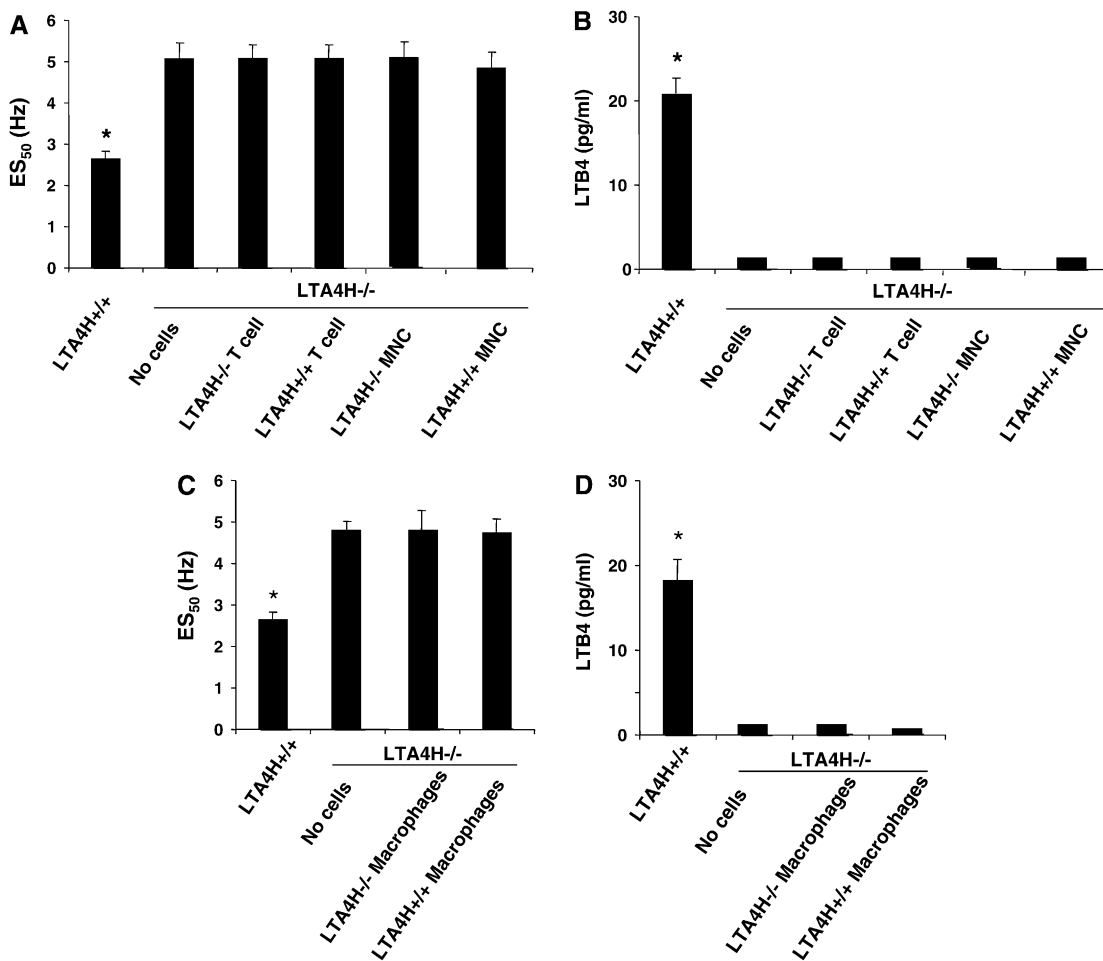 A
6
5
4
3
2
1
0
ES50 (Hz)
*
LTA4H+/+
LTA4H-/-
No cells
LTA4H-/- T cell
LTA4H+/+ T cell
LTA4H-/- MNC
LTA4H+/+ MNC
B
30
20
10
0
LTB4 (pg/ml)
*
LTA4H+/+
LTA4H-/-
No cells
LTA4H-/- T cell
LTA4H+/+ T cell
LTA4H-/- MNC
LTA4H+/+ MNC
C
6
5
4
3
2
1
0
ES50 (Hz)
*
LTA4H+/+
LTA4H-/-
No cells
LTA4H-/- Macrophages
LTA4H+/+ Macrophages
D
30
20
10
0
LTB4 (pg/ml)
*
LTA4H+/+
LTA4H-/-
No cells
LTA4H-/- Macrophages
LTA4H+/+ Macrophages